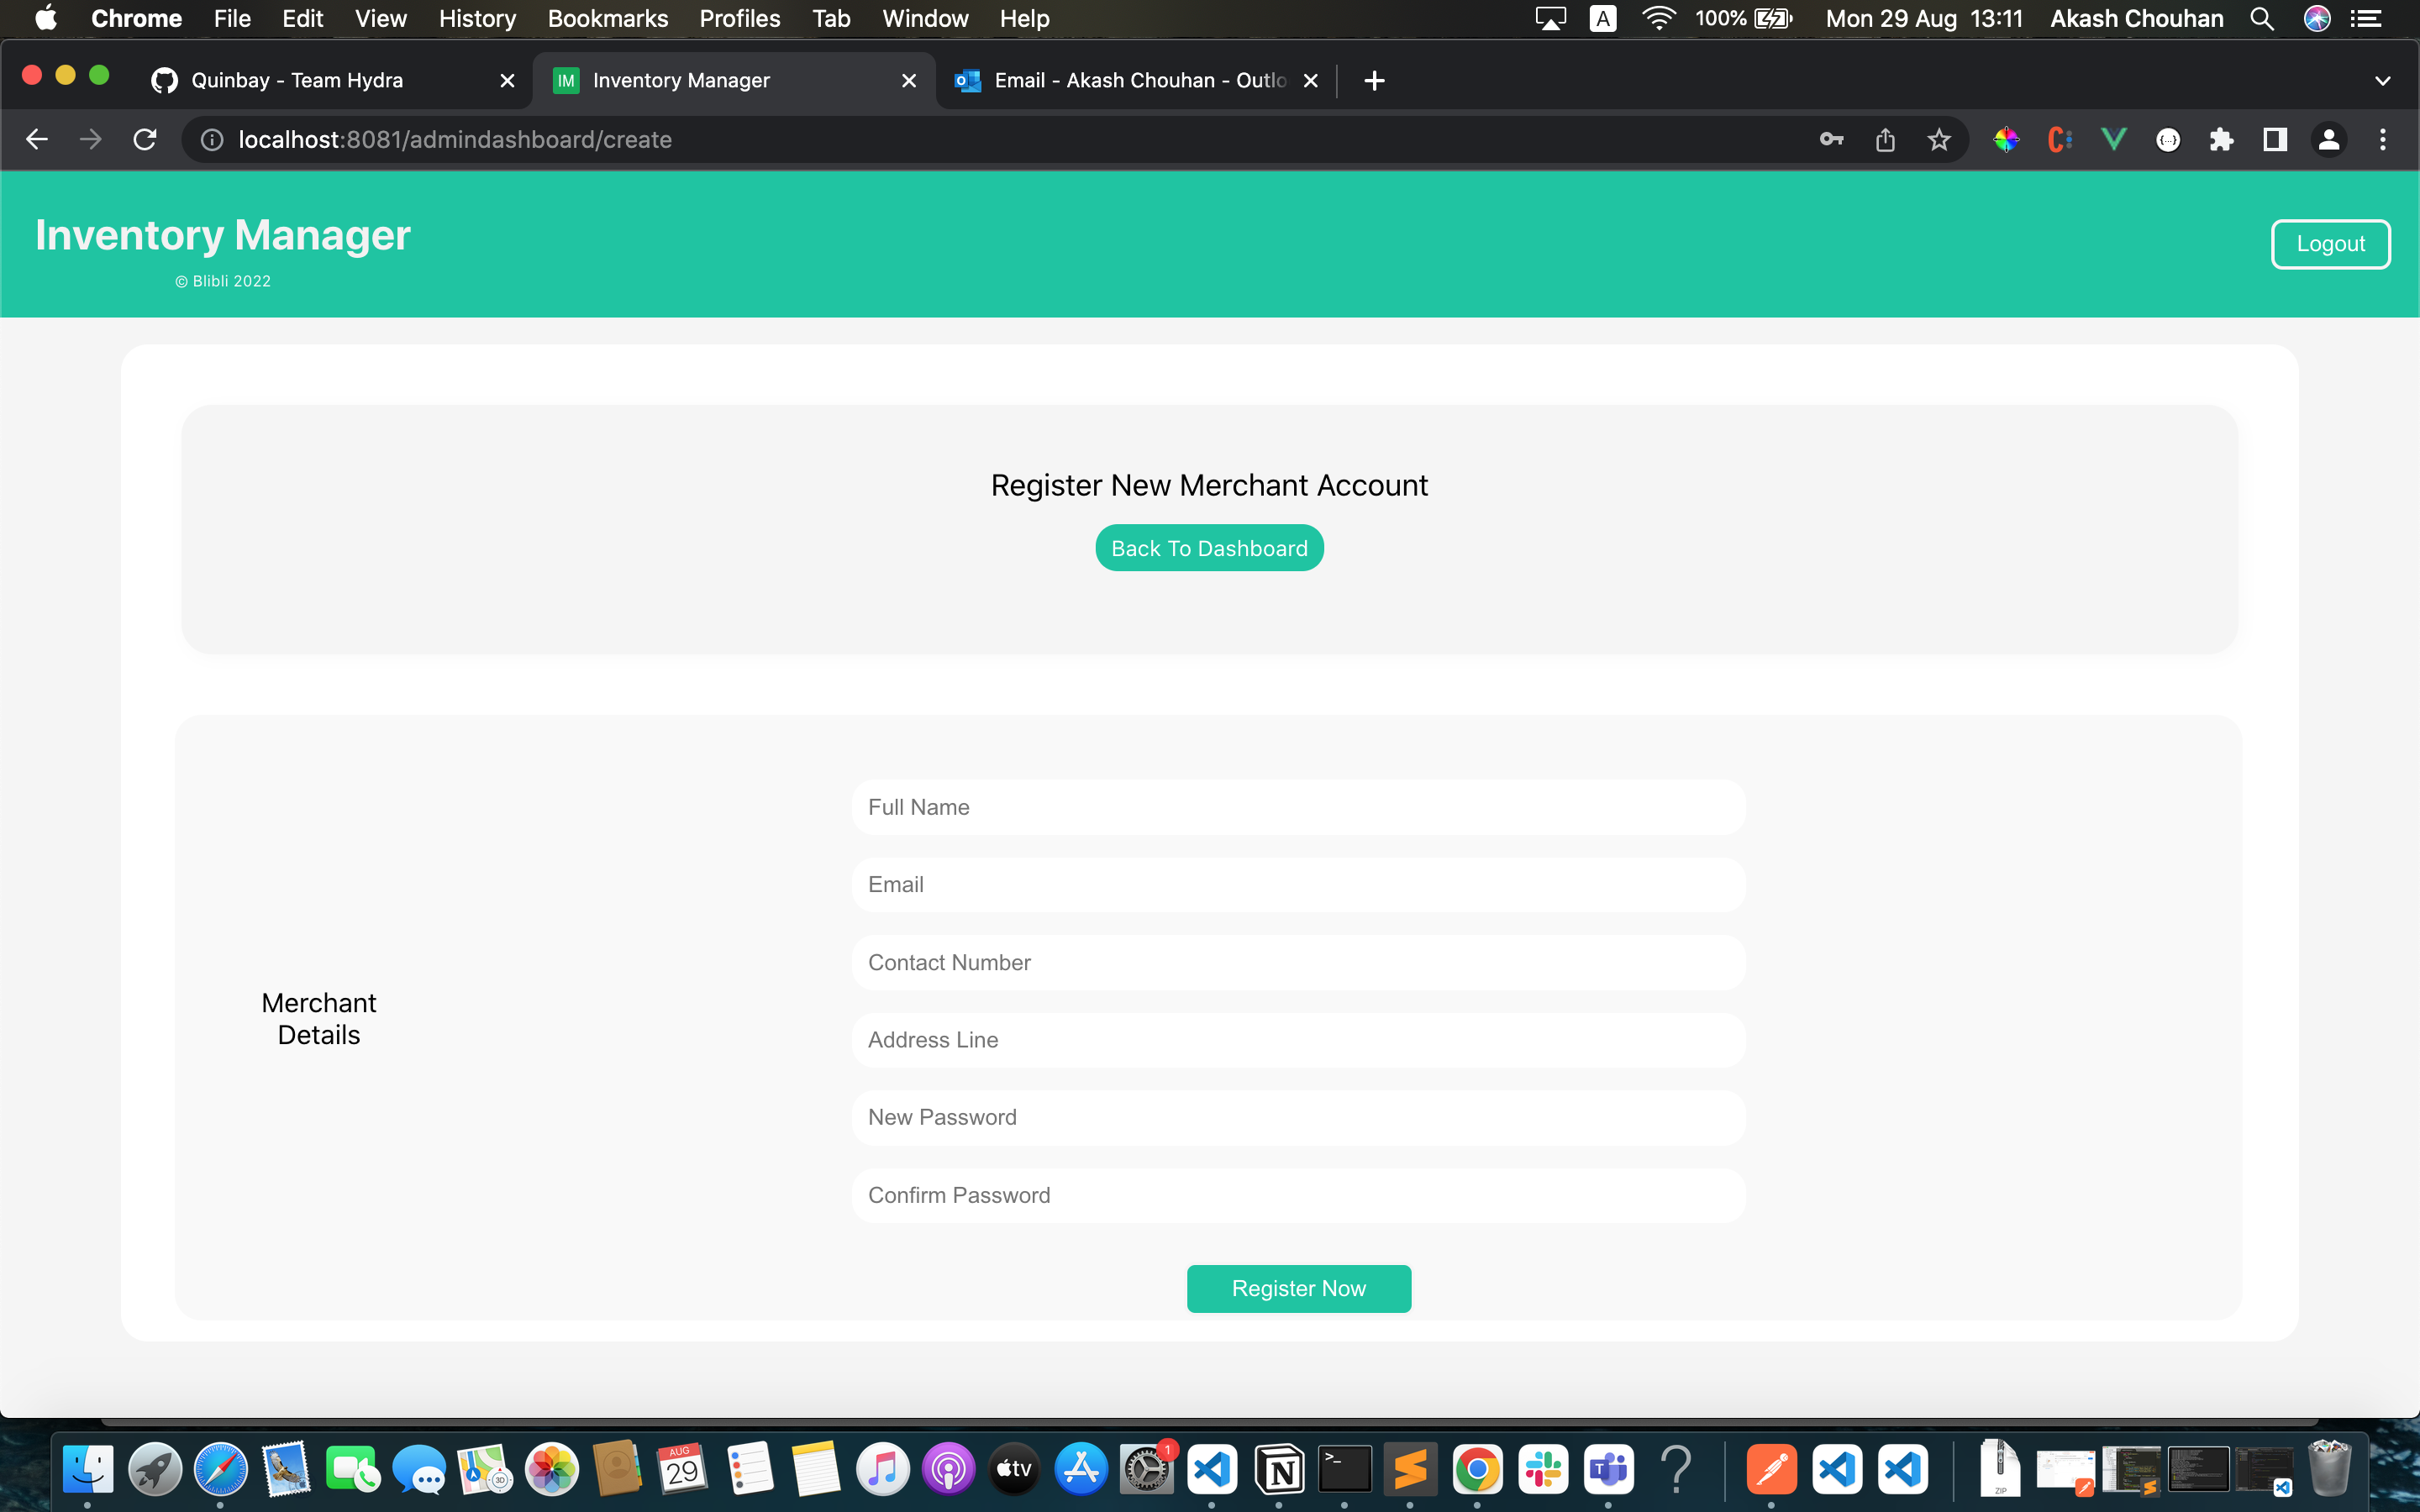 Chrome File Edit View History Bookmarks Profiles Tab Window Help A 100% Mon 29 Aug 13:11 Akash Chouhan
Quinbay - Team Hydra IM Inventory Manager Email - Akash Chouhan - Outlo
localhost:8081/admindashboard/create
Inventory Manager
© Blibli 2022
Logout
Register New Merchant Account
Back To Dashboard
Full Name
Email
Contact Number
Address Line
Merchant
Details
New Password
Confirm Password
Register Now
AUG
29
3D
tv
1
N
>_
T
?
ZIP